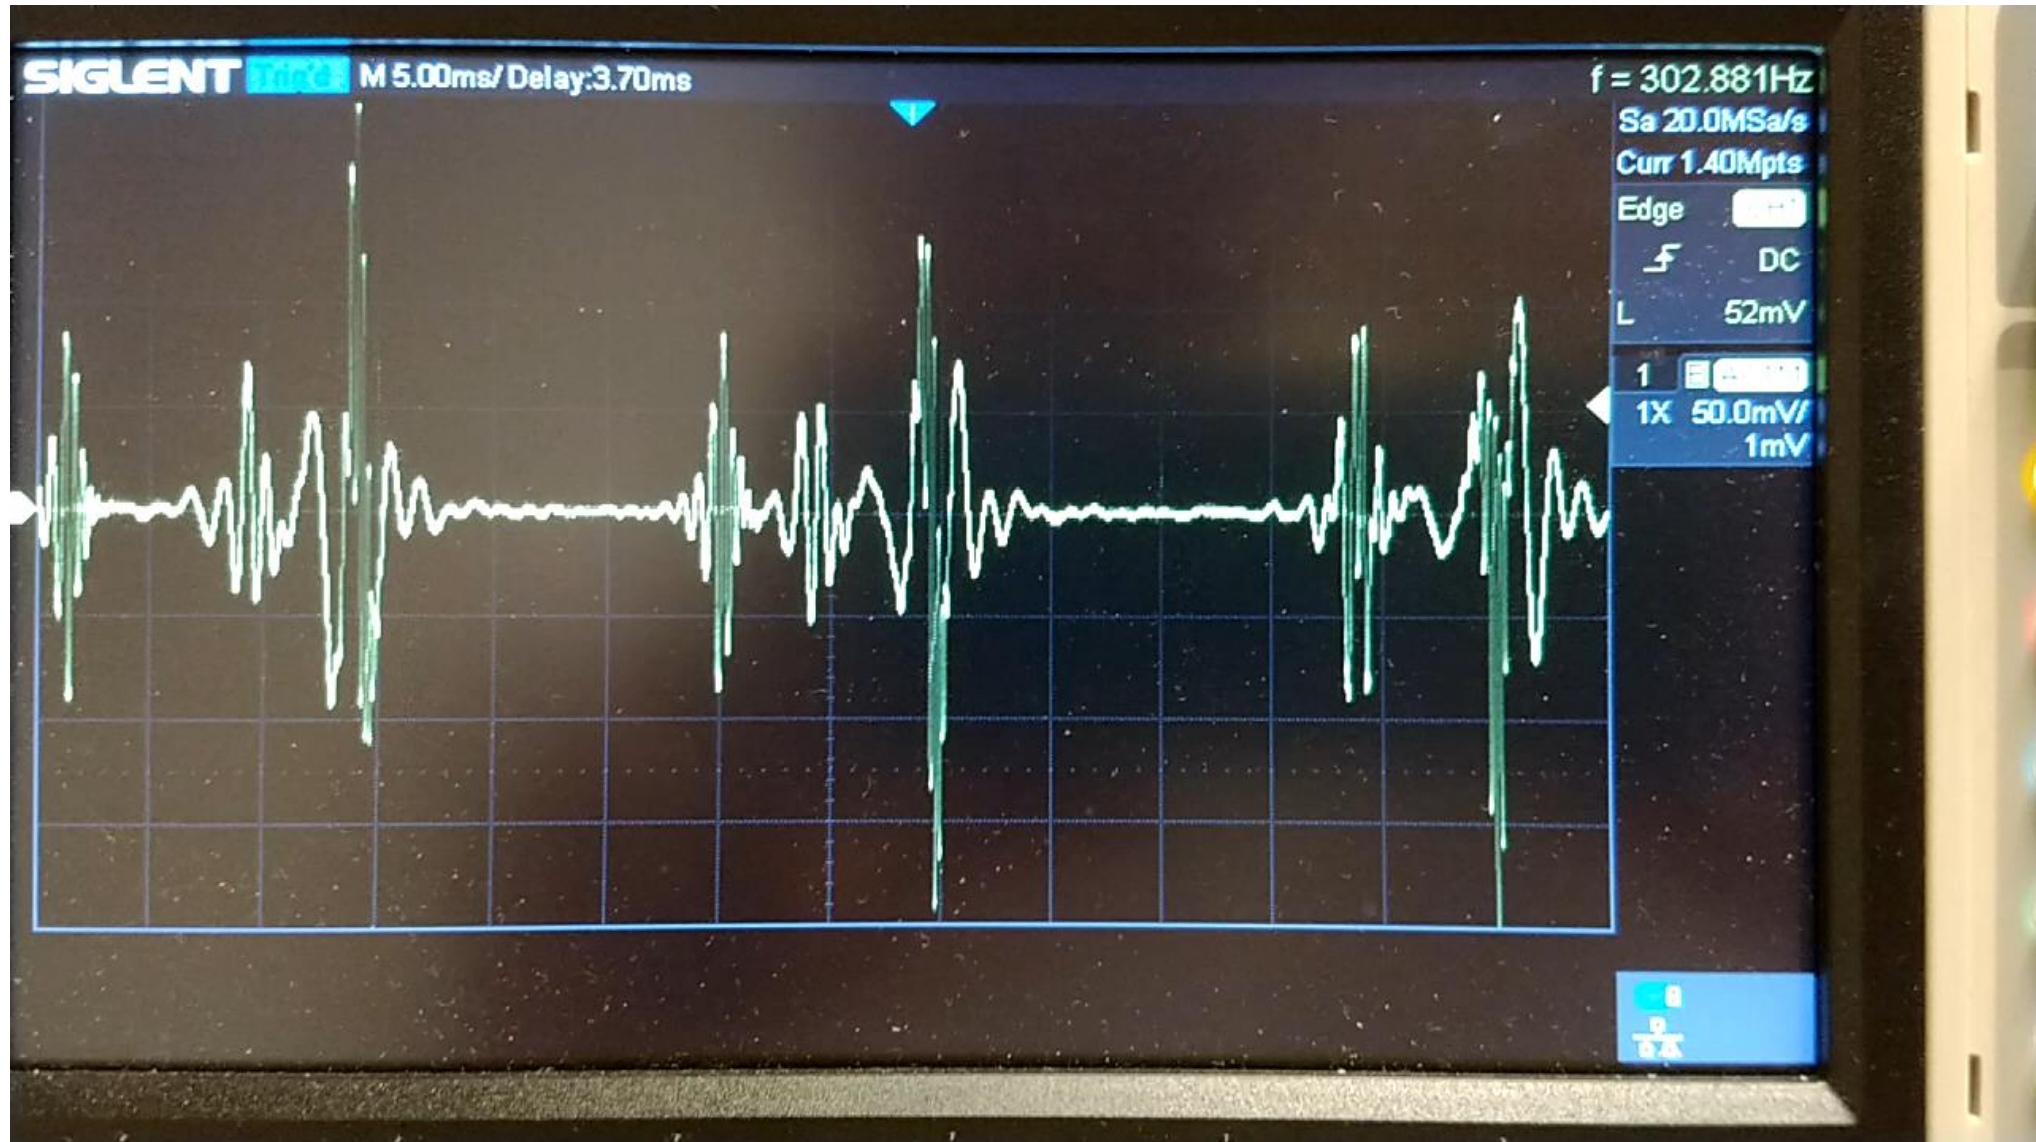 SIGLENT Trig'd M 5.00ms/ Delay:3.70ms
f = 302.881Hz
Sa 20.0MSa/s
Curr 1.40Mpts
Edge
DC
L 52mV
1
1X 50.0mV/
1mV